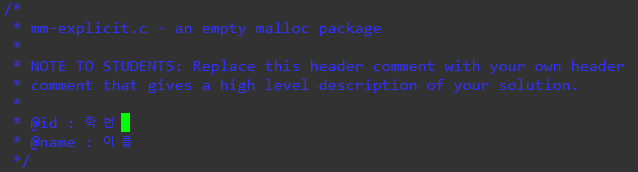 /*
 * mm-explicit.c - an empty malloc package
 *
 * NOTE TO STUDENTS: Replace this header comment with your own header
 * comment that gives a high level description of your solution.
 *
 * @id : 학번
 * @name : 이름
 */